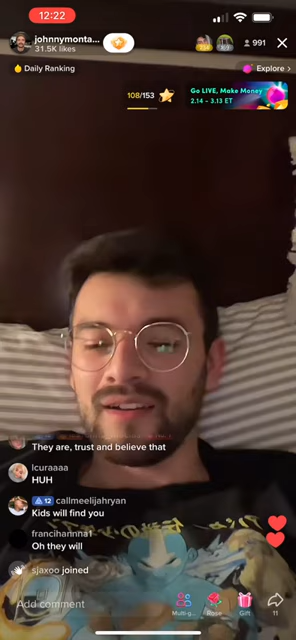 12:22
johnnymonta...
31.5K likes
991
Daily Ranking
Explore >
108/153
Go LIVE, Make Money
2.14 - 3.13 ET
They are, trust and believe that
lcuraaaa
HUH
12 callmeelijahryan
Kids will find you
francihannna1
Oh they will
sjaxoo joined
Add comment
Multi-g...
Rose
Gift
11